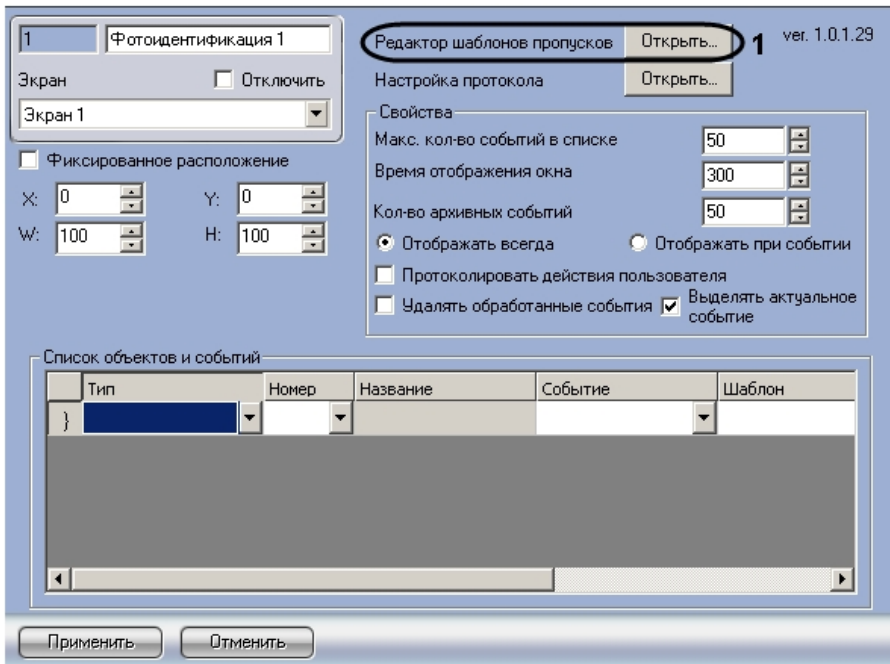 1 Фотоидентификация 1
Экран Отключить
Экран 1
Фиксированное расположение
X: 0 Y: 0
W: 100 H: 100
Редактор шаблонов пропусков Открыть... 1 ver. 1.0.1.29
Настройка протокола Открыть...
Свойства
Макс. кол-во событий в списке 50
Время отображения окна 300
Кол-во архивных событий 50
Отображать всегда Отображать при событии
Протоколировать действия пользователя
Удалять обработанные события Выделять актуальное
событие
Список объектов и событий
Тип Номер Название Событие Шаблон
Применить Отменить